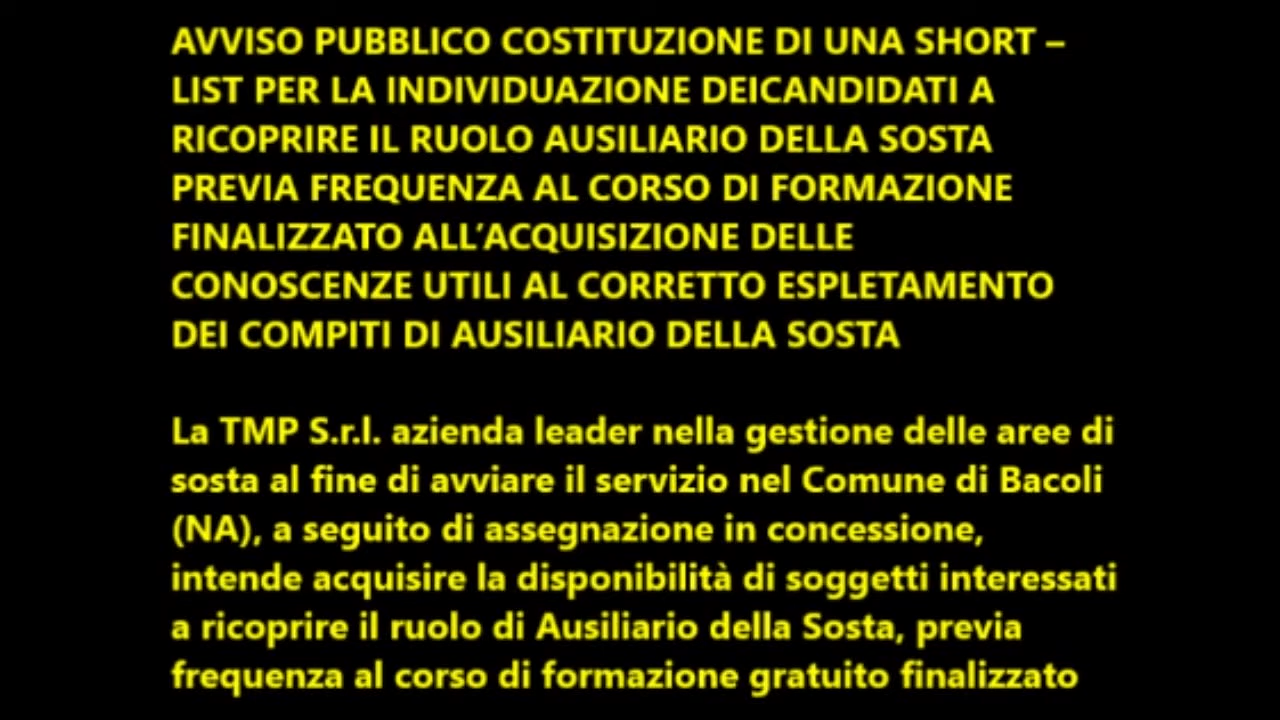 AVVISO PUBBLICO COSTITUZIONE DI UNA SHORT –
LIST PER LA INDIVIDUAZIONE DEICANDIDATI A
RICOPRIRE IL RUOLO AUSILIARIO DELLA SOSTA
PREVIA FREQUENZA AL CORSO DI FORMAZIONE
FINALIZZATO ALL’ACQUISIZIONE DELLE
CONOSCENZE UTILI AL CORRETTO ESPLETAMENTO
DEI COMPITI DI AUSILIARIO DELLA SOSTA
La TMP S.r.l. azienda leader nella gestione delle aree di
sosta al fine di avviare il servizio nel Comune di Bacoli
(NA), a seguito di assegnazione in concessione,
intende acquisire la disponibilità di soggetti interessati
a ricoprire il ruolo di Ausiliario della Sosta, previa
frequenza al corso di formazione gratuito finalizzato